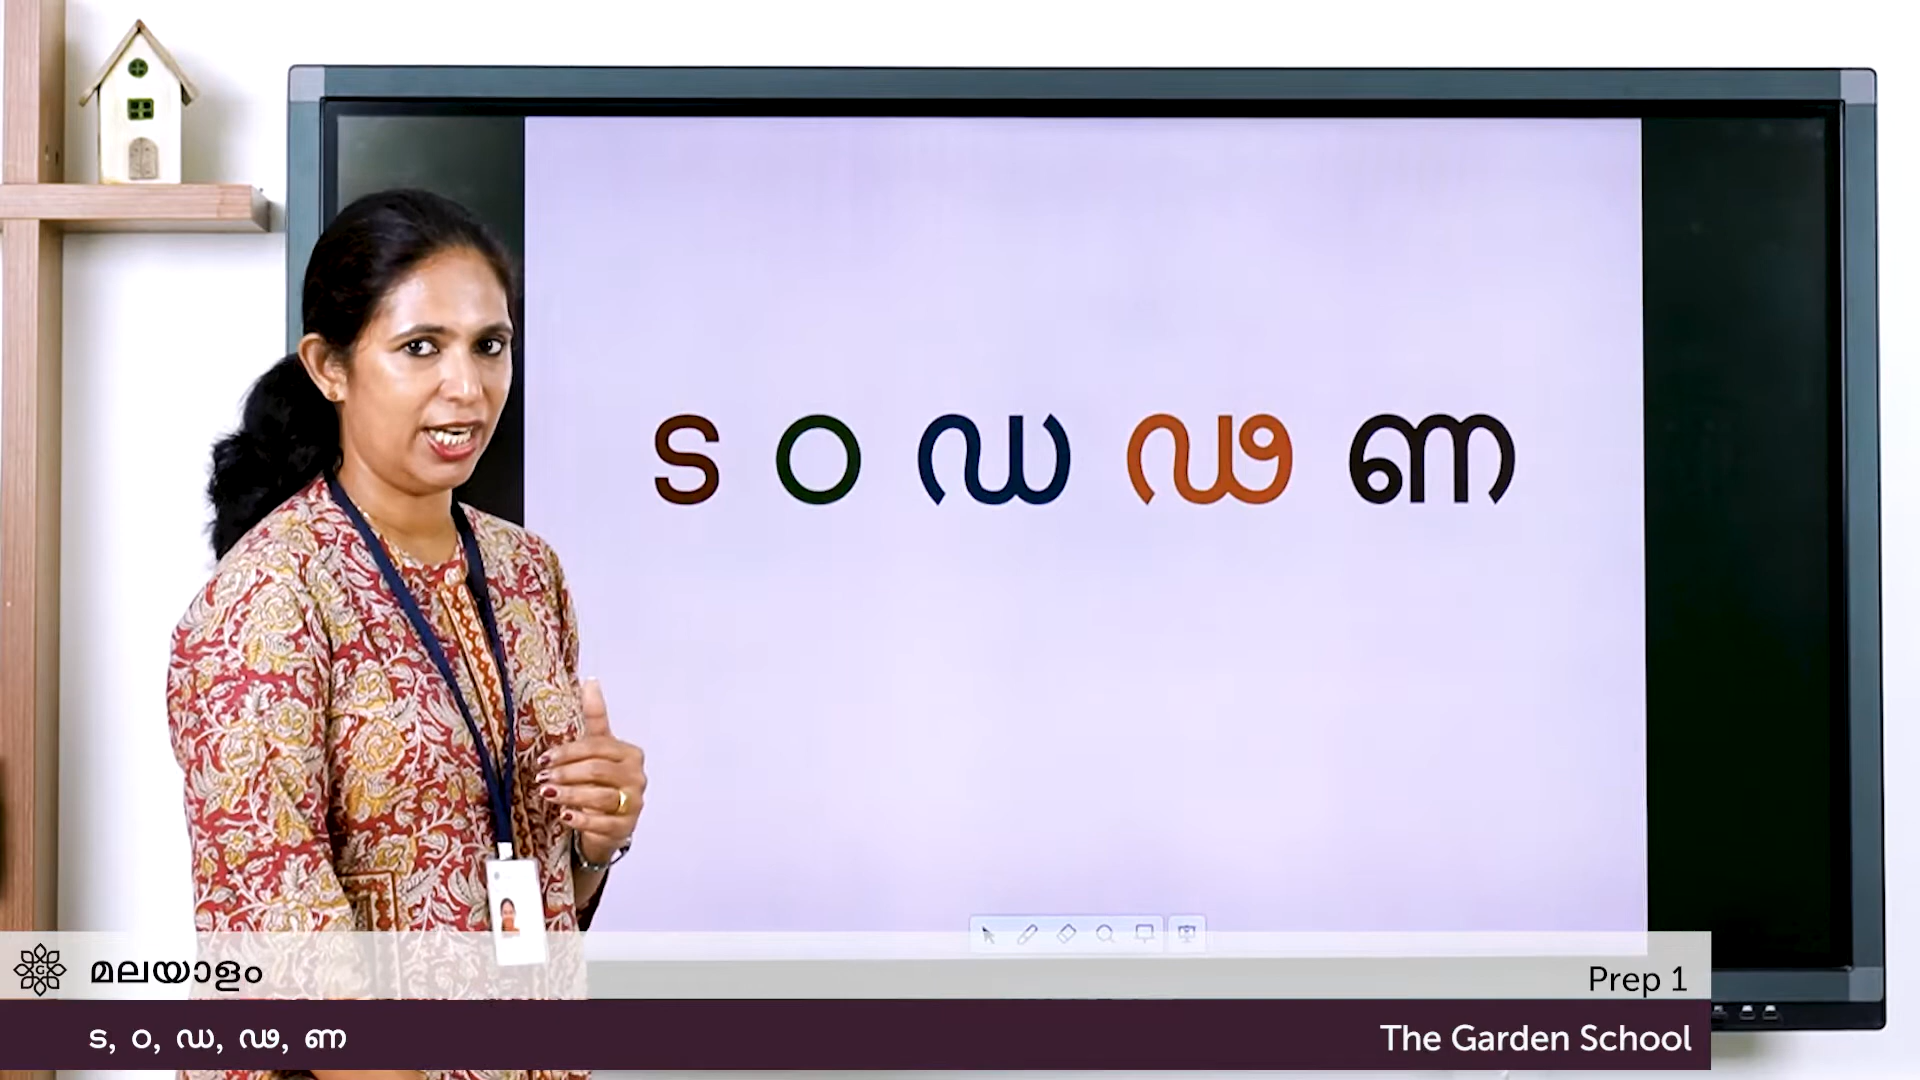 ട ഠ ഡ ഢ ണ
മലയാളം
Prep 1
ട, ഠ, ഡ, ഢ, ണ
The Garden School